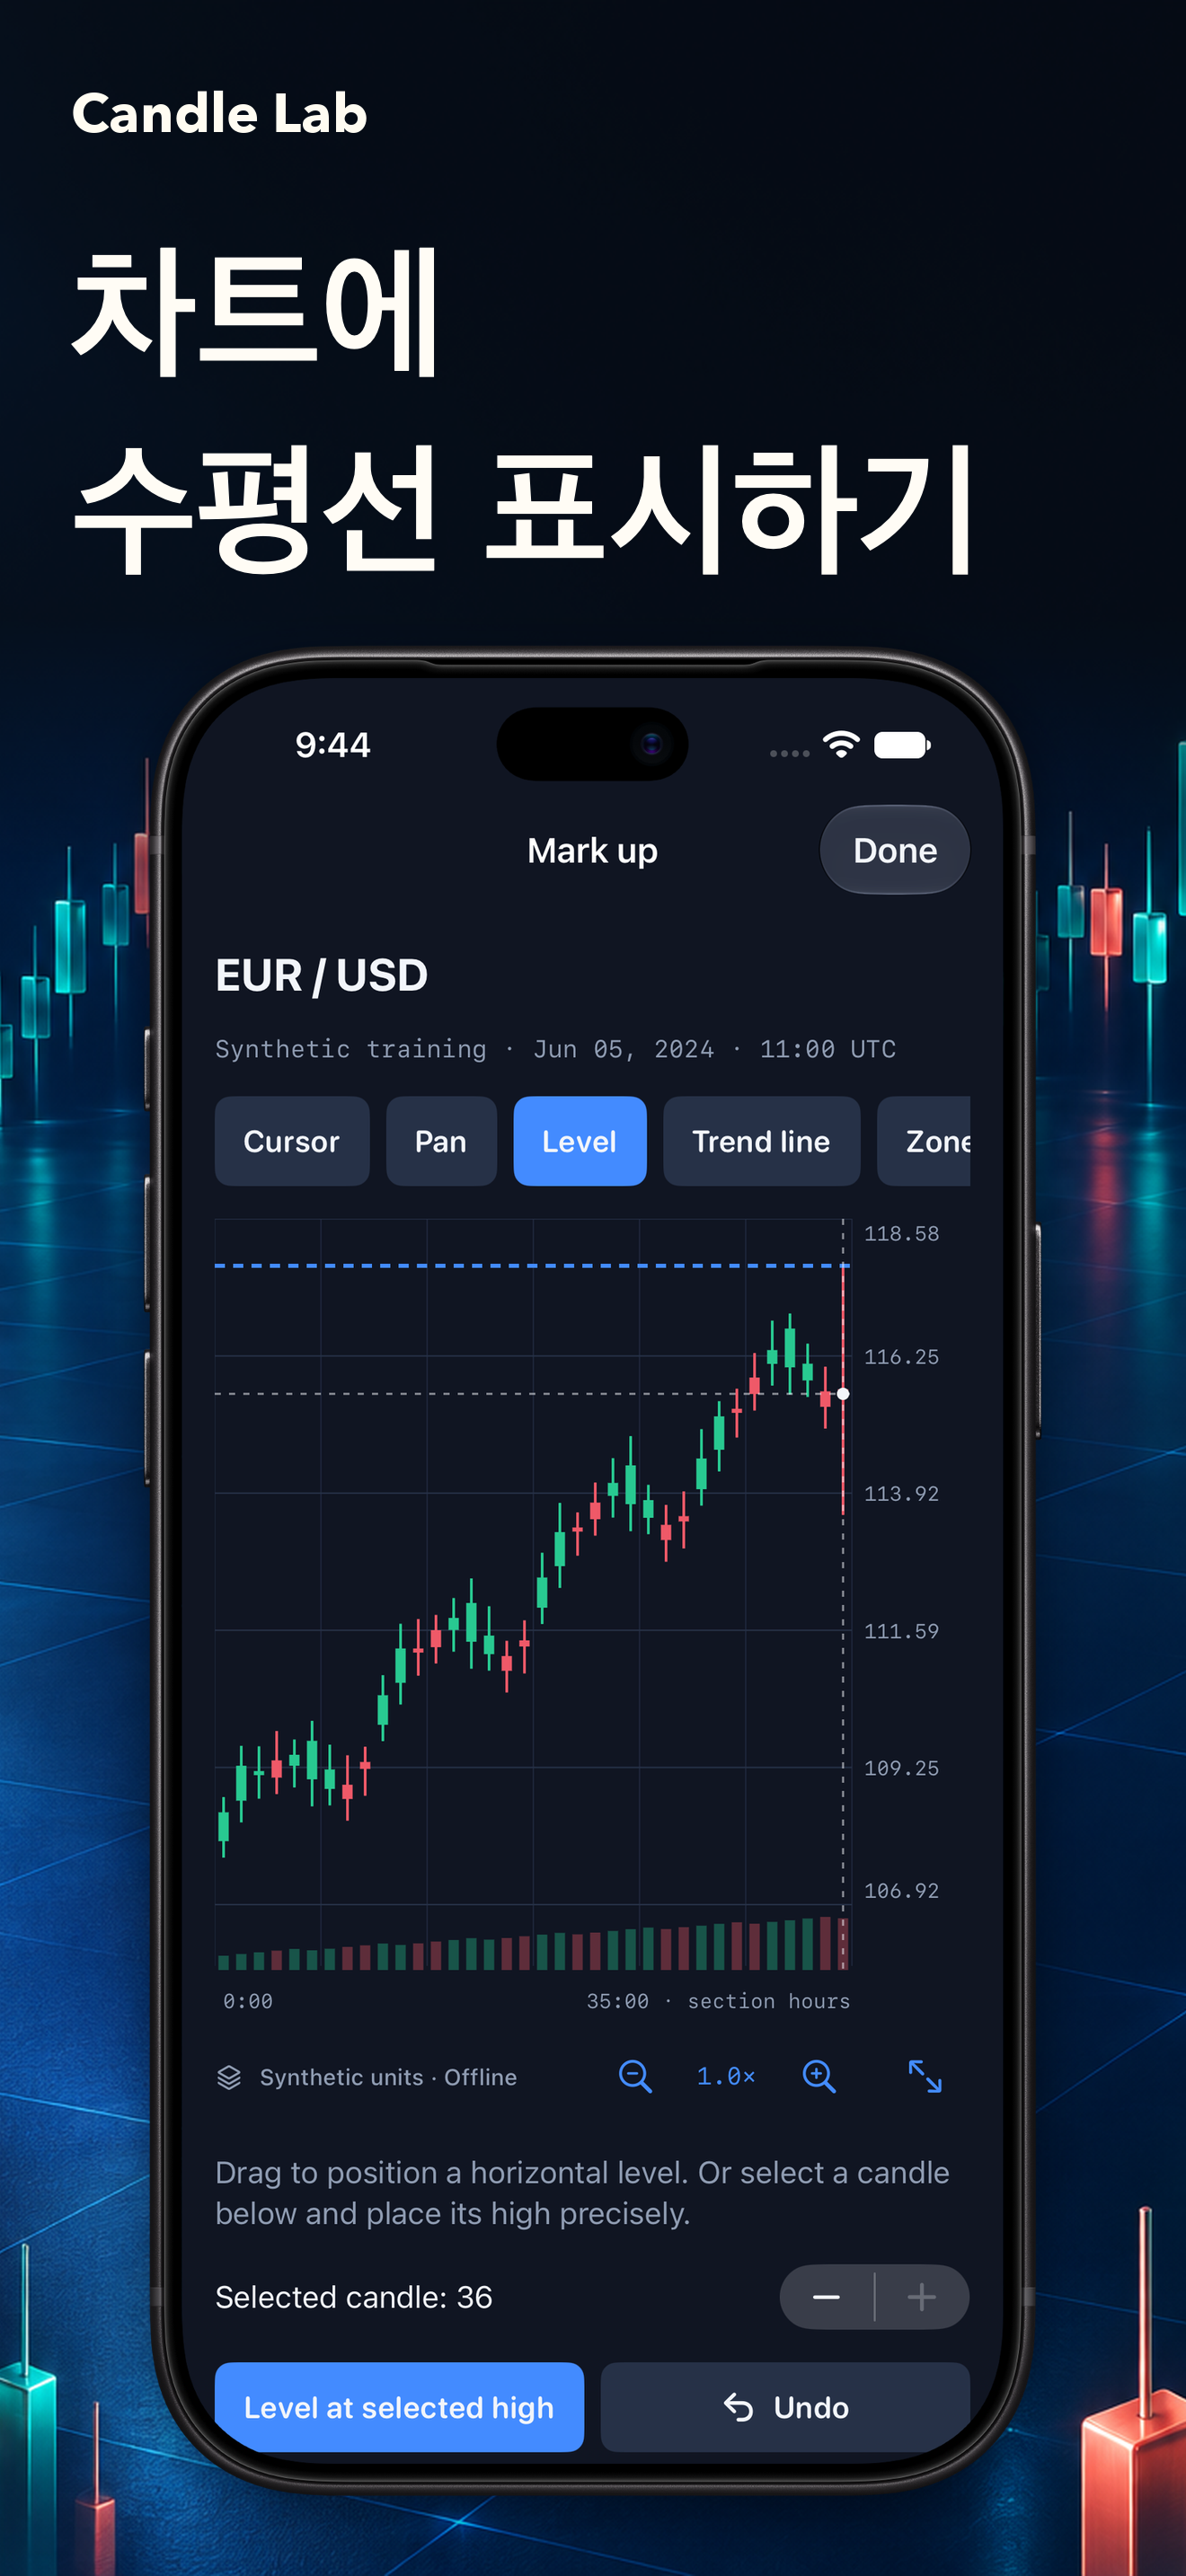 Candle Lab
차트에
수평선 표시하기
9:44
Mark up
Done
EUR / USD
Synthetic training · Jun 05, 2024 · 11:00 UTC
Cursor
Pan
Level
Trend line
Zone
118.58
116.25
113.92
111.59
109.25
106.92
0:00
35:00 · section hours
Synthetic units · Offline
1.0×
Drag to position a horizontal level. Or select a candle
below and place its high precisely.
Selected candle: 36
Level at selected high
Undo